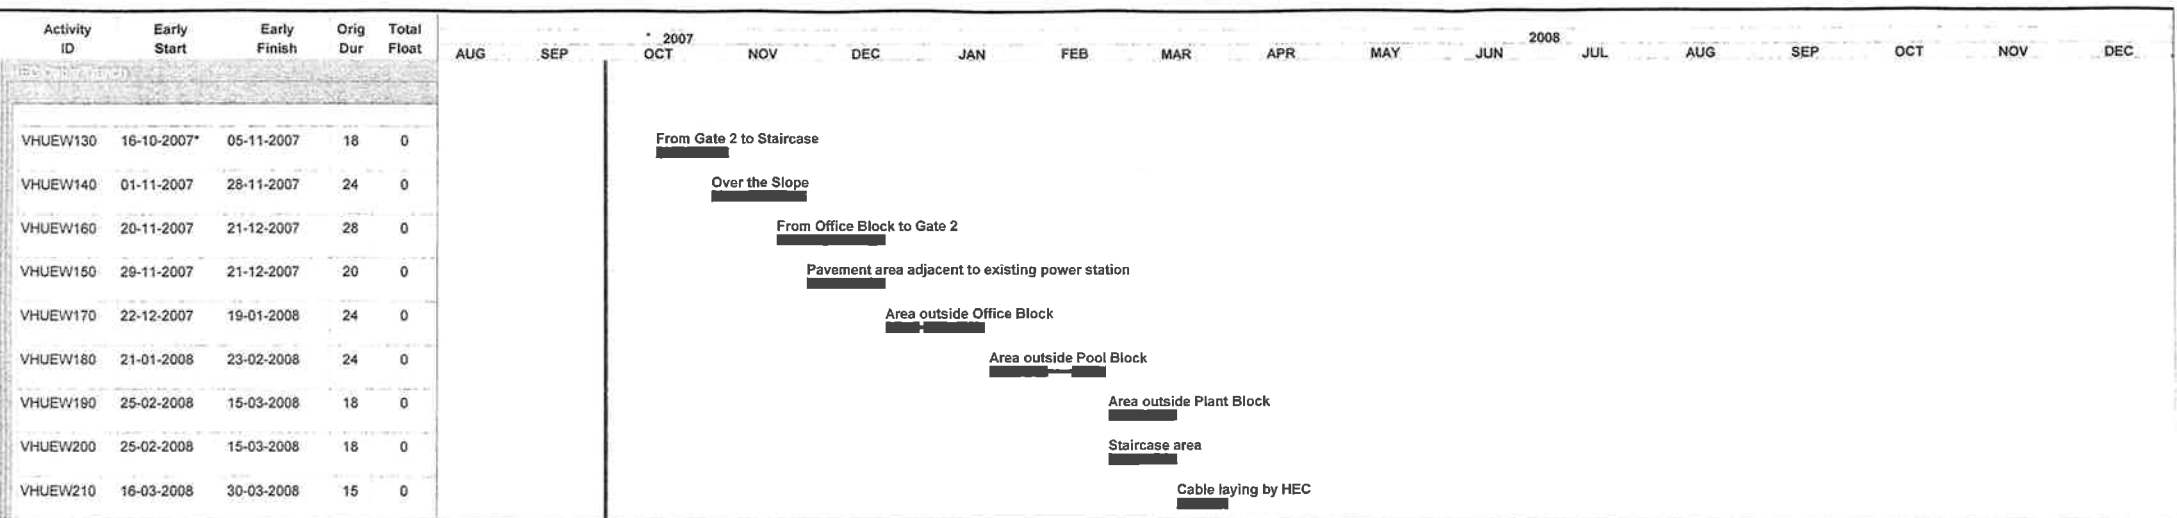 Activity ID Early Start Early Finish Orig Dur Total Float
2007 2008
AUG SEP OCT NOV DEC JAN FEB MAR APR MAY JUN JUL AUG SEP OCT NOV DEC
HEC Cable Trench
VHUEW130 16-10-2007* 05-11-2007 18 0 From Gate 2 to Staircase
VHUEW140 01-11-2007 28-11-2007 24 0 Over the Slope
VHUEW160 20-11-2007 21-12-2007 28 0 From Office Block to Gate 2
VHUEW150 29-11-2007 21-12-2007 20 0 Pavement area adjacent to existing power station
VHUEW170 22-12-2007 19-01-2008 24 0 Area outside Office Block
VHUEW180 21-01-2008 23-02-2008 24 0 Area outside Pool Block
VHUEW190 25-02-2008 15-03-2008 18 0 Area outside Plant Block
VHUEW200 25-02-2008 15-03-2008 18 0 Staircase area
VHUEW210 16-03-2008 30-03-2008 15 0 Cable laying by HEC